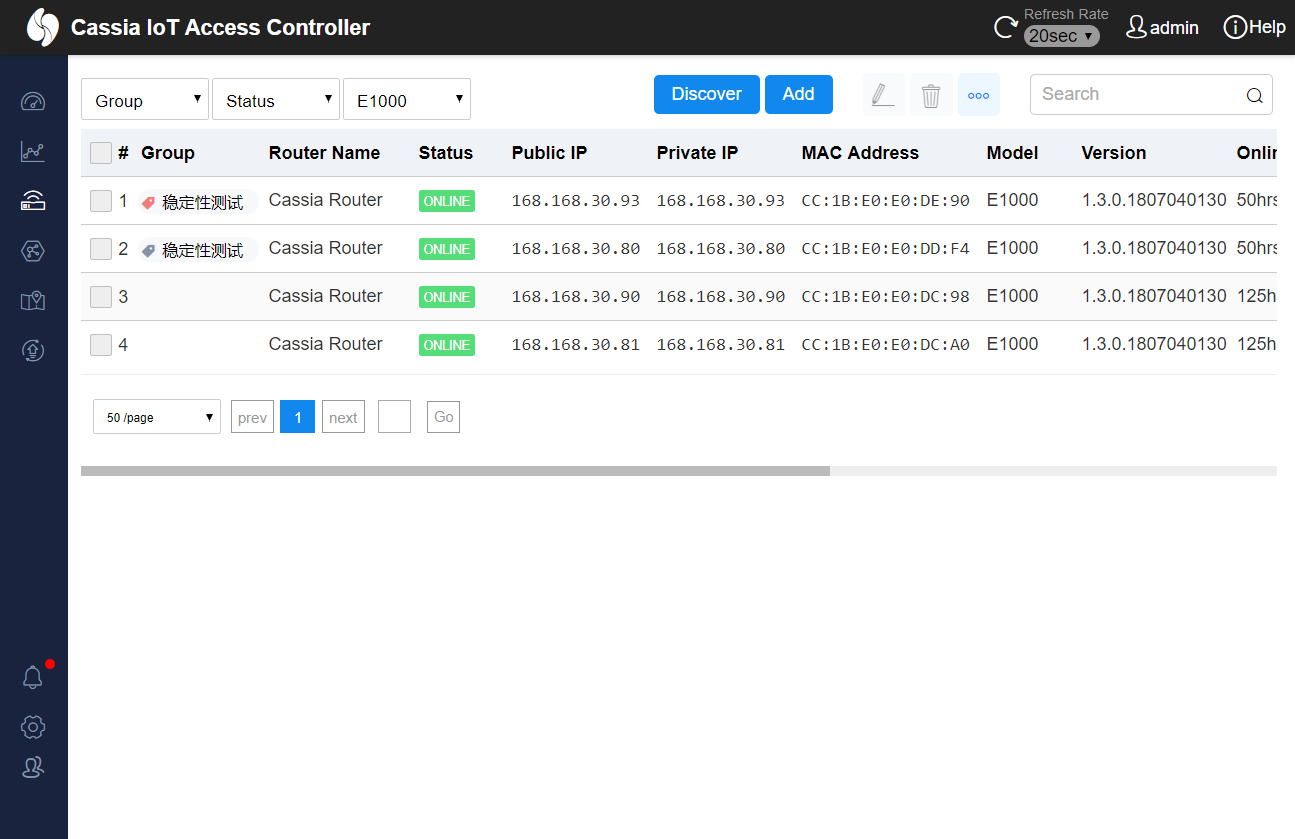 Cassia IoT Access Controller
Refresh Rate
20sec ▼
admin
Help
Group ▼ Status ▼ E1000 ▼ Discover Add Search
# Group Router Name Status Public IP Private IP MAC Address Model Version Onlin
1 稳定性测试 Cassia Router ONLINE 168.168.30.93 168.168.30.93 CC:1B:E0:E0:DE:90 E1000 1.3.0.1807040130 50hrs
2 稳定性测试 Cassia Router ONLINE 168.168.30.80 168.168.30.80 CC:1B:E0:E0:DD:F4 E1000 1.3.0.1807040130 50hrs
3 Cassia Router ONLINE 168.168.30.90 168.168.30.90 CC:1B:E0:E0:DC:98 E1000 1.3.0.1807040130 125h
4 Cassia Router ONLINE 168.168.30.81 168.168.30.81 CC:1B:E0:E0:DC:A0 E1000 1.3.0.1807040130 125h
50 /page ▼ prev 1 next Go